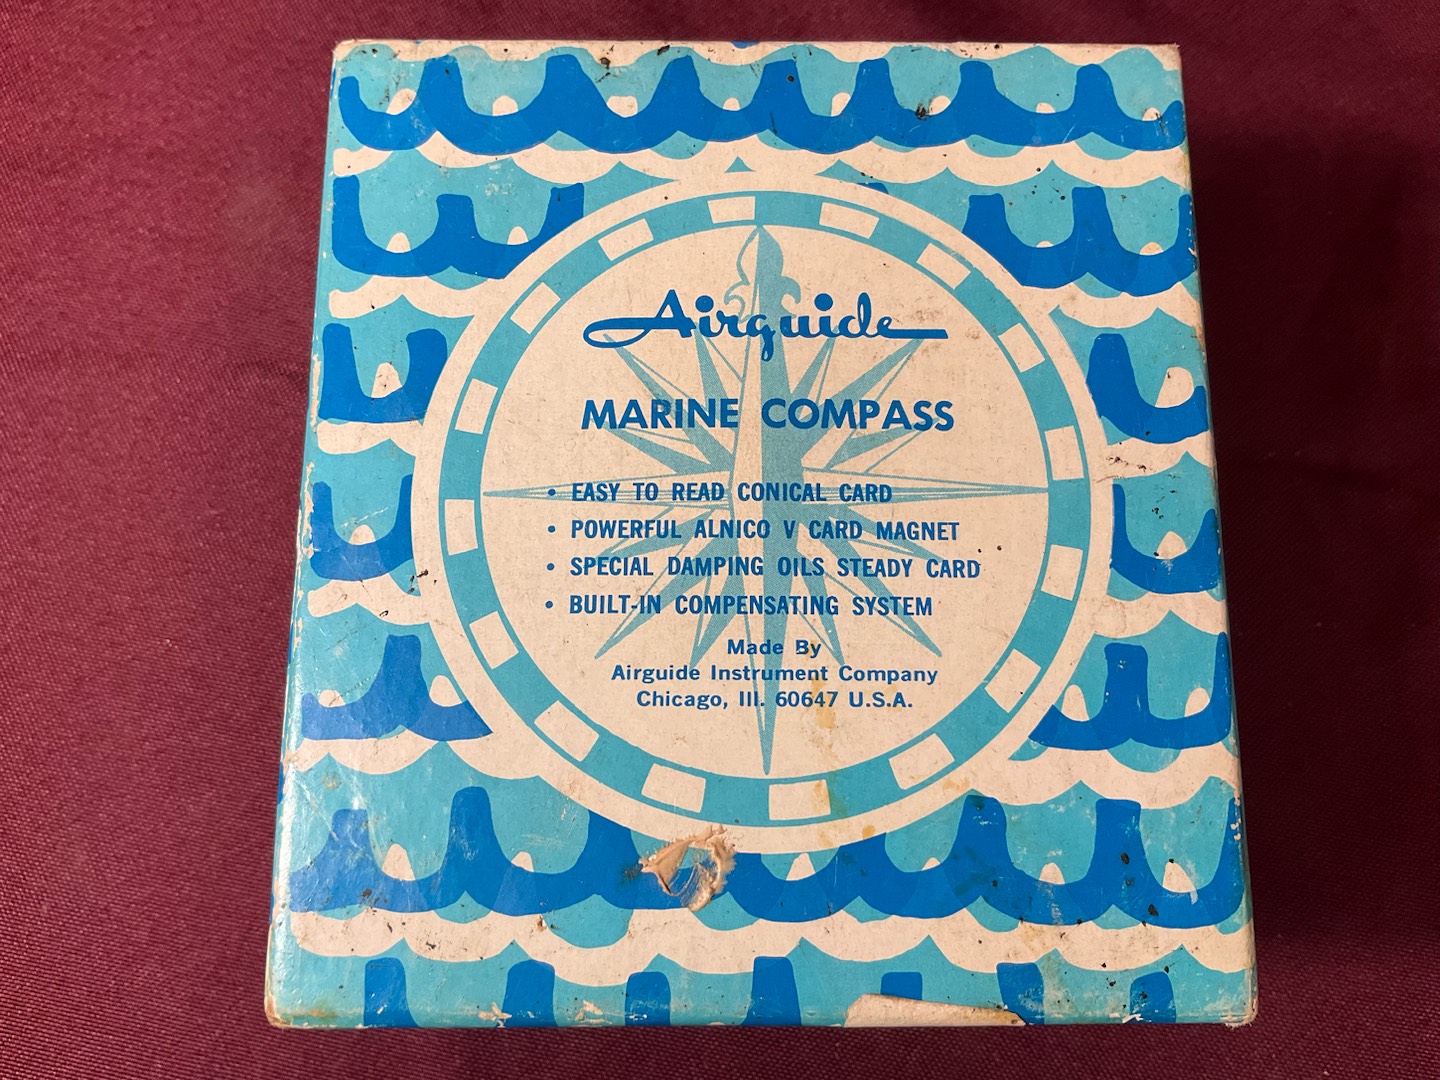 Airguide
MARINE COMPASS
• EASY TO READ CONICAL CARD
• POWERFUL ALNICO V CARD MAGNET
• SPECIAL DAMPING OILS STEADY CARD
• BUILT-IN COMPENSATING SYSTEM
Made By
Airguide Instrument Company
Chicago, Ill. 60647 U.S.A.